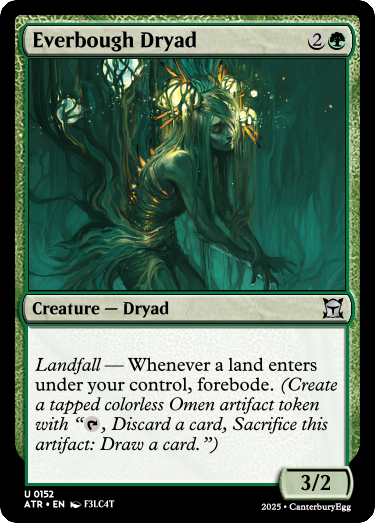 Everbough Dryad 2
Creature — Dryad
Landfall — Whenever a land enters
under your control, forebode. (Create
a tapped colorless Omen artifact token
with “, Discard a card, Sacrifice this
artifact: Draw a card.”)
3/2
U 0152
ATR • EN F3LC4T
2025 • CanterburyEgg